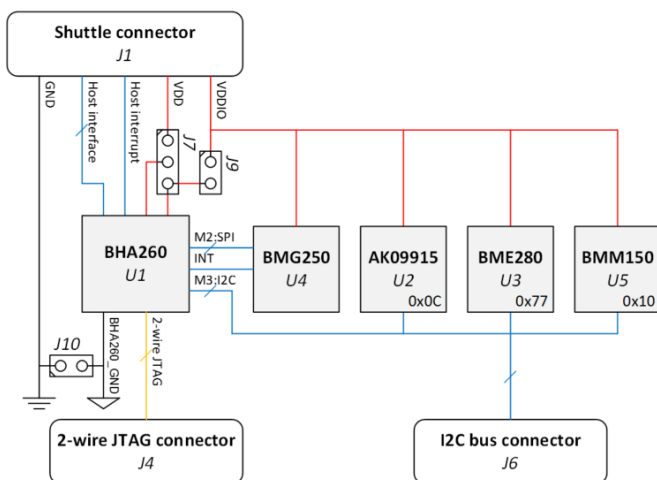 Shuttle connector
J1
GND
Host interface
Host interrupt
VDD
VDDIO
J7
J9
BHA260
U1
M2:SPI
INT
M3:I2C
BMG250
U4
AK09915
U2
0x0C
BME280
U3
0x77
BMM150
U5
0x10
J10
BHA260_GND
2-wire JTAG
2-wire JTAG connector
J4
I2C bus connector
J6